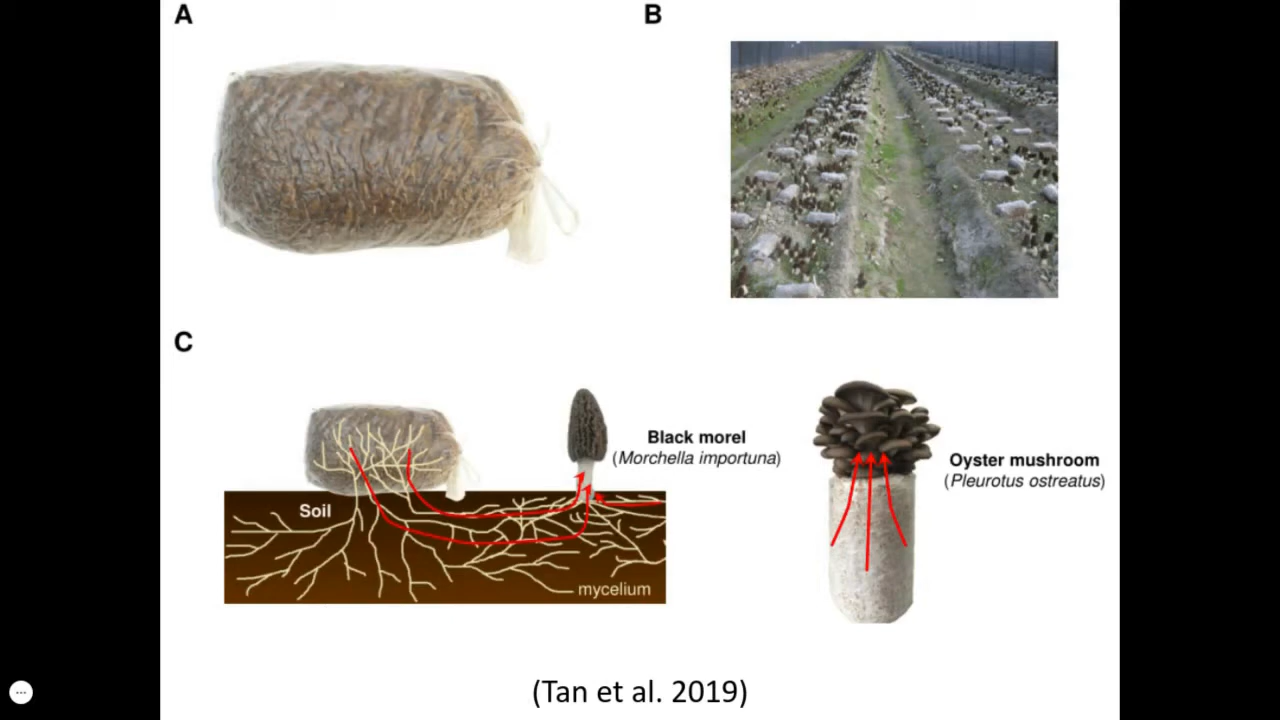 A
B
C
Black morel
(Morchella importuna)
Soil
mycelium
Oyster mushroom
(Pleurotus ostreatus)
(Tan et al. 2019)